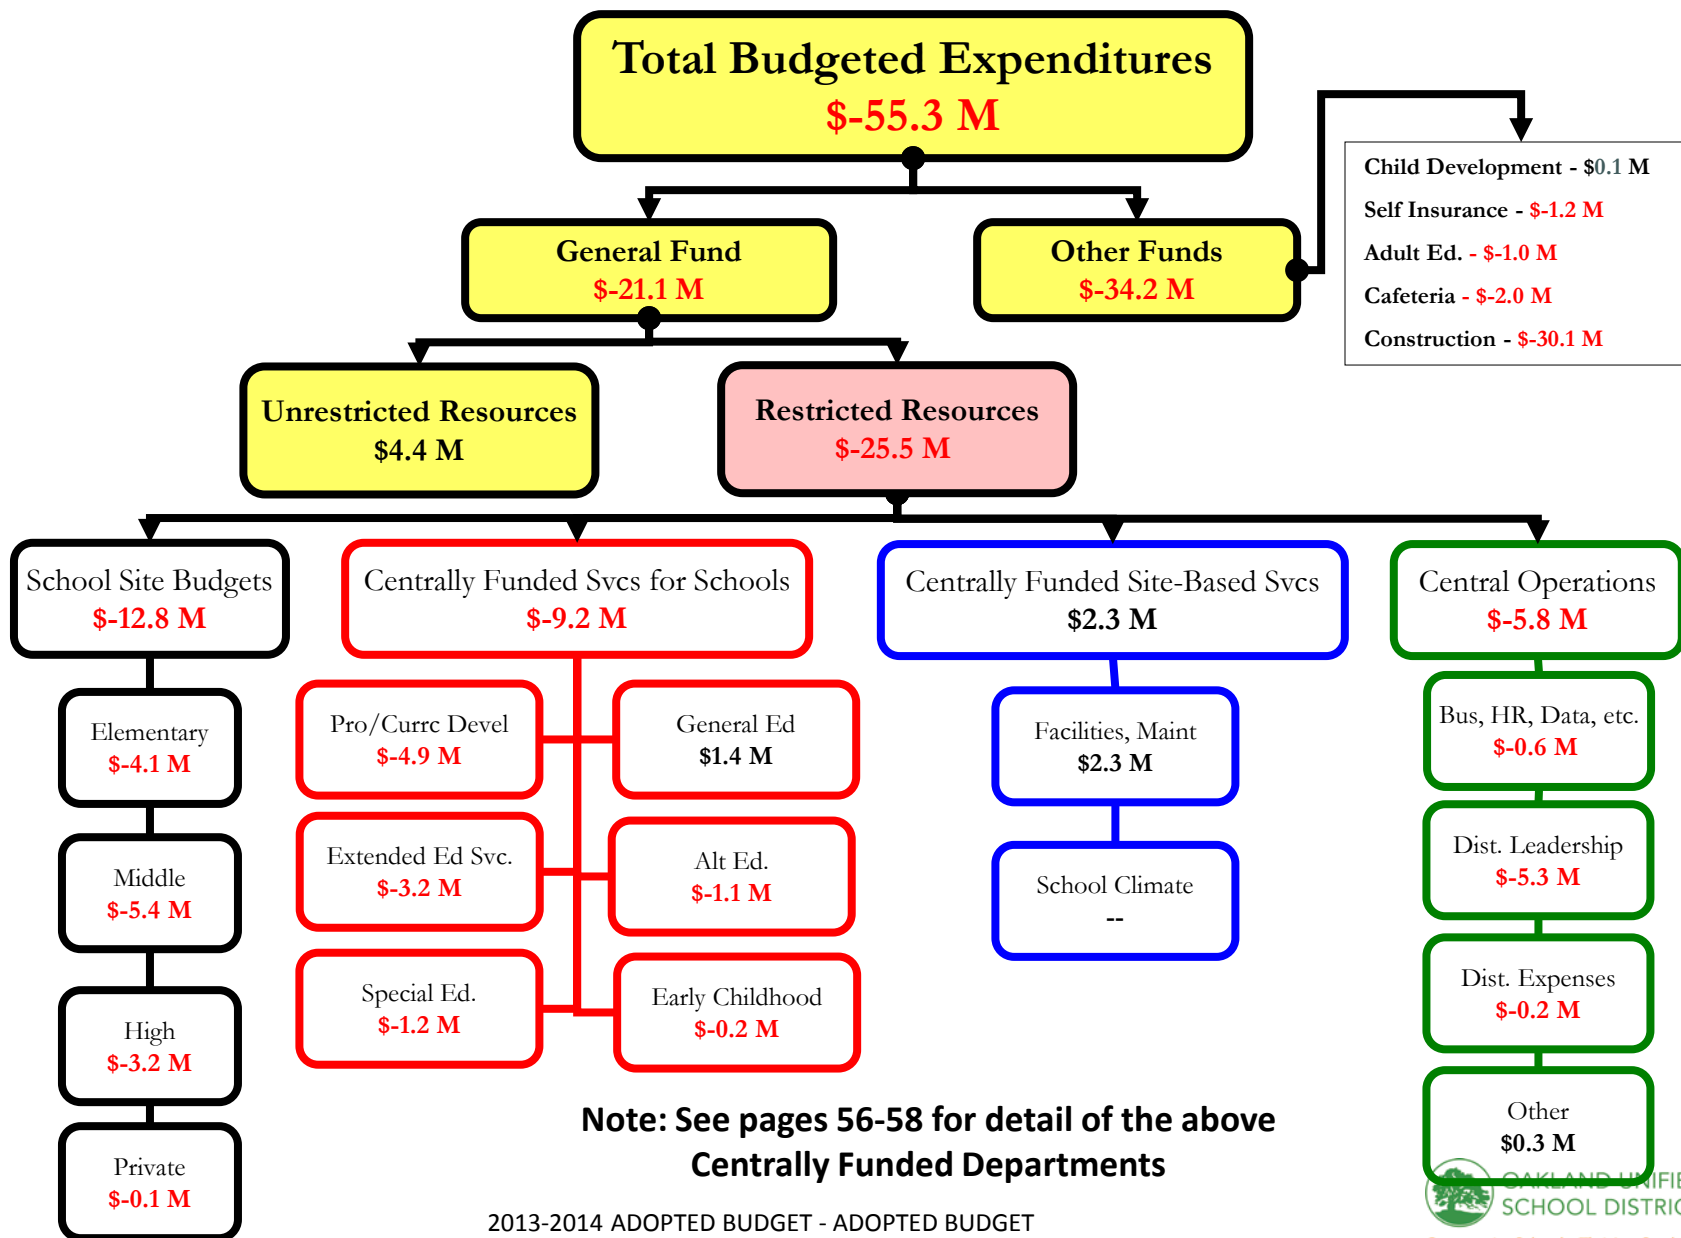 Total Budgeted Expenditures
$-55.3 M
Child Development - $0.1 M
Self Insurance - $-1.2 M
Adult Ed. - $-1.0 M
Cafeteria - $-2.0 M
Construction - $-30.1 M
General Fund
$-21.1 M
Other Funds
$-34.2 M
Unrestricted Resources
$4.4 M
Restricted Resources
$-25.5 M
School Site Budgets
$-12.8 M
Centrally Funded Svcs for Schools
$-9.2 M
Centrally Funded Site-Based Svcs
$2.3 M
Central Operations
$-5.8 M
Elementary
$-4.1 M
Middle
$-5.4 M
High
$-3.2 M
Private
$-0.1 M
Pro/Currc Devel
$-4.9 M
General Ed
$1.4 M
Extended Ed Svc.
$-3.2 M
Alt Ed.
$-1.1 M
Special Ed.
$-1.2 M
Early Childhood
$-0.2 M
Facilities, Maint
$2.3 M
School Climate
--
Bus, HR, Data, etc.
$-0.6 M
Dist. Leadership
$-5.3 M
Dist. Expenses
$-0.2 M
Other
$0.3 M
Note: See pages 56-58 for detail of the above
Centrally Funded Departments
2013-2014 ADOPTED BUDGET - ADOPTED BUDGET
OAKLAND UNIFIE
SCHOOL DISTRIC